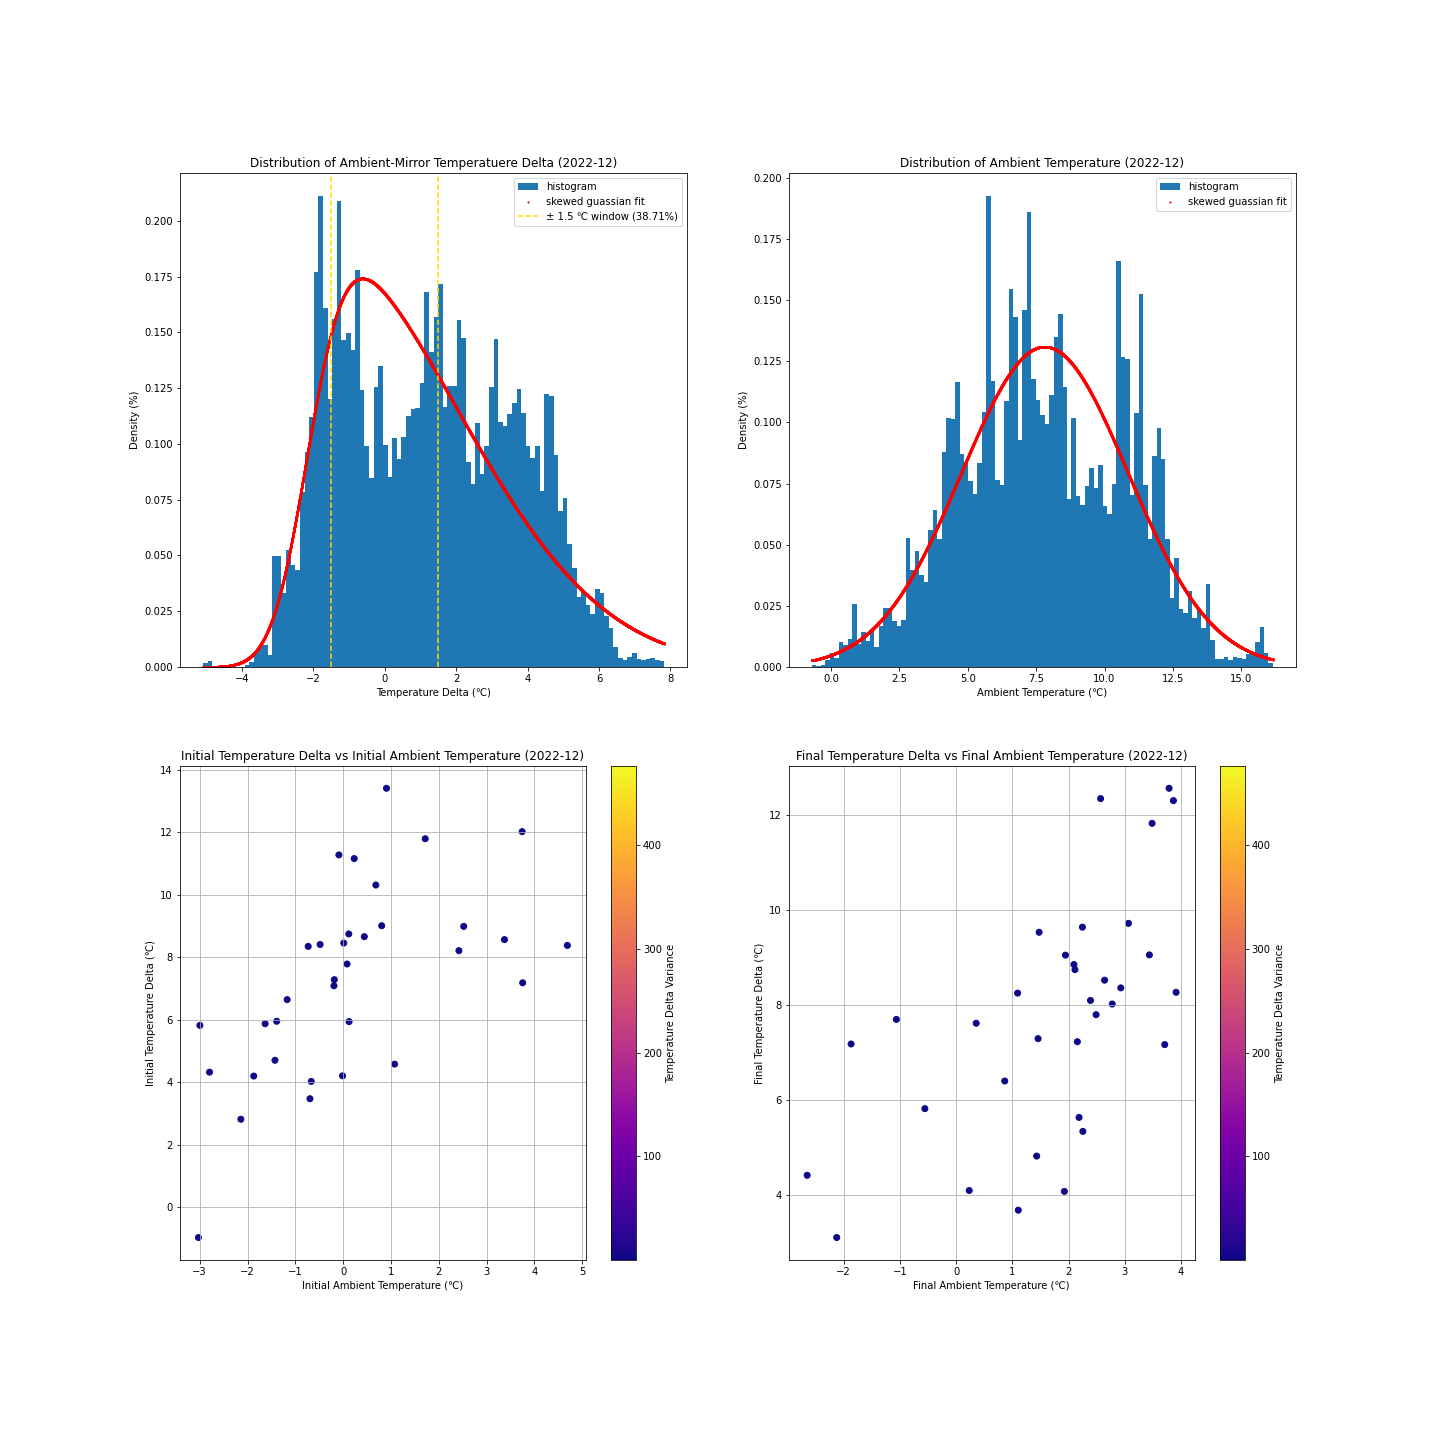 Distribution of Ambient-Mirror Temperatuere Delta (2022-12)
histogram
skewed guassian fit
± 1.5 ℃ window (38.71%)
0.200
0.175
0.150
0.125
0.100
0.075
0.050
0.025
0.000
Density (%)
−4 −2 0 2 4 6 8
Temperature Delta (℃)
Distribution of Ambient Temperature (2022-12)
histogram
skewed guassian fit
0.200
0.175
0.150
0.125
0.100
0.075
0.050
0.025
0.000
Density (%)
0.0 2.5 5.0 7.5 10.0 12.5 15.0
Ambient Temperature (℃)
Initial Temperature Delta vs Initial Ambient Temperature (2022-12)
14
12
10
8
6
4
2
0
Initial Temperature Delta (℃)
−3 −2 −1 0 1 2 3 4 5
Initial Ambient Temperature (℃)
400
300
200
100
Temperature Delta Variance
Final Temperature Delta vs Final Ambient Temperature (2022-12)
12
10
8
6
4
Final Temperature Delta (℃)
−2 −1 0 1 2 3 4
Final Ambient Temperature (℃)
400
300
200
100
Temperature Delta Variance